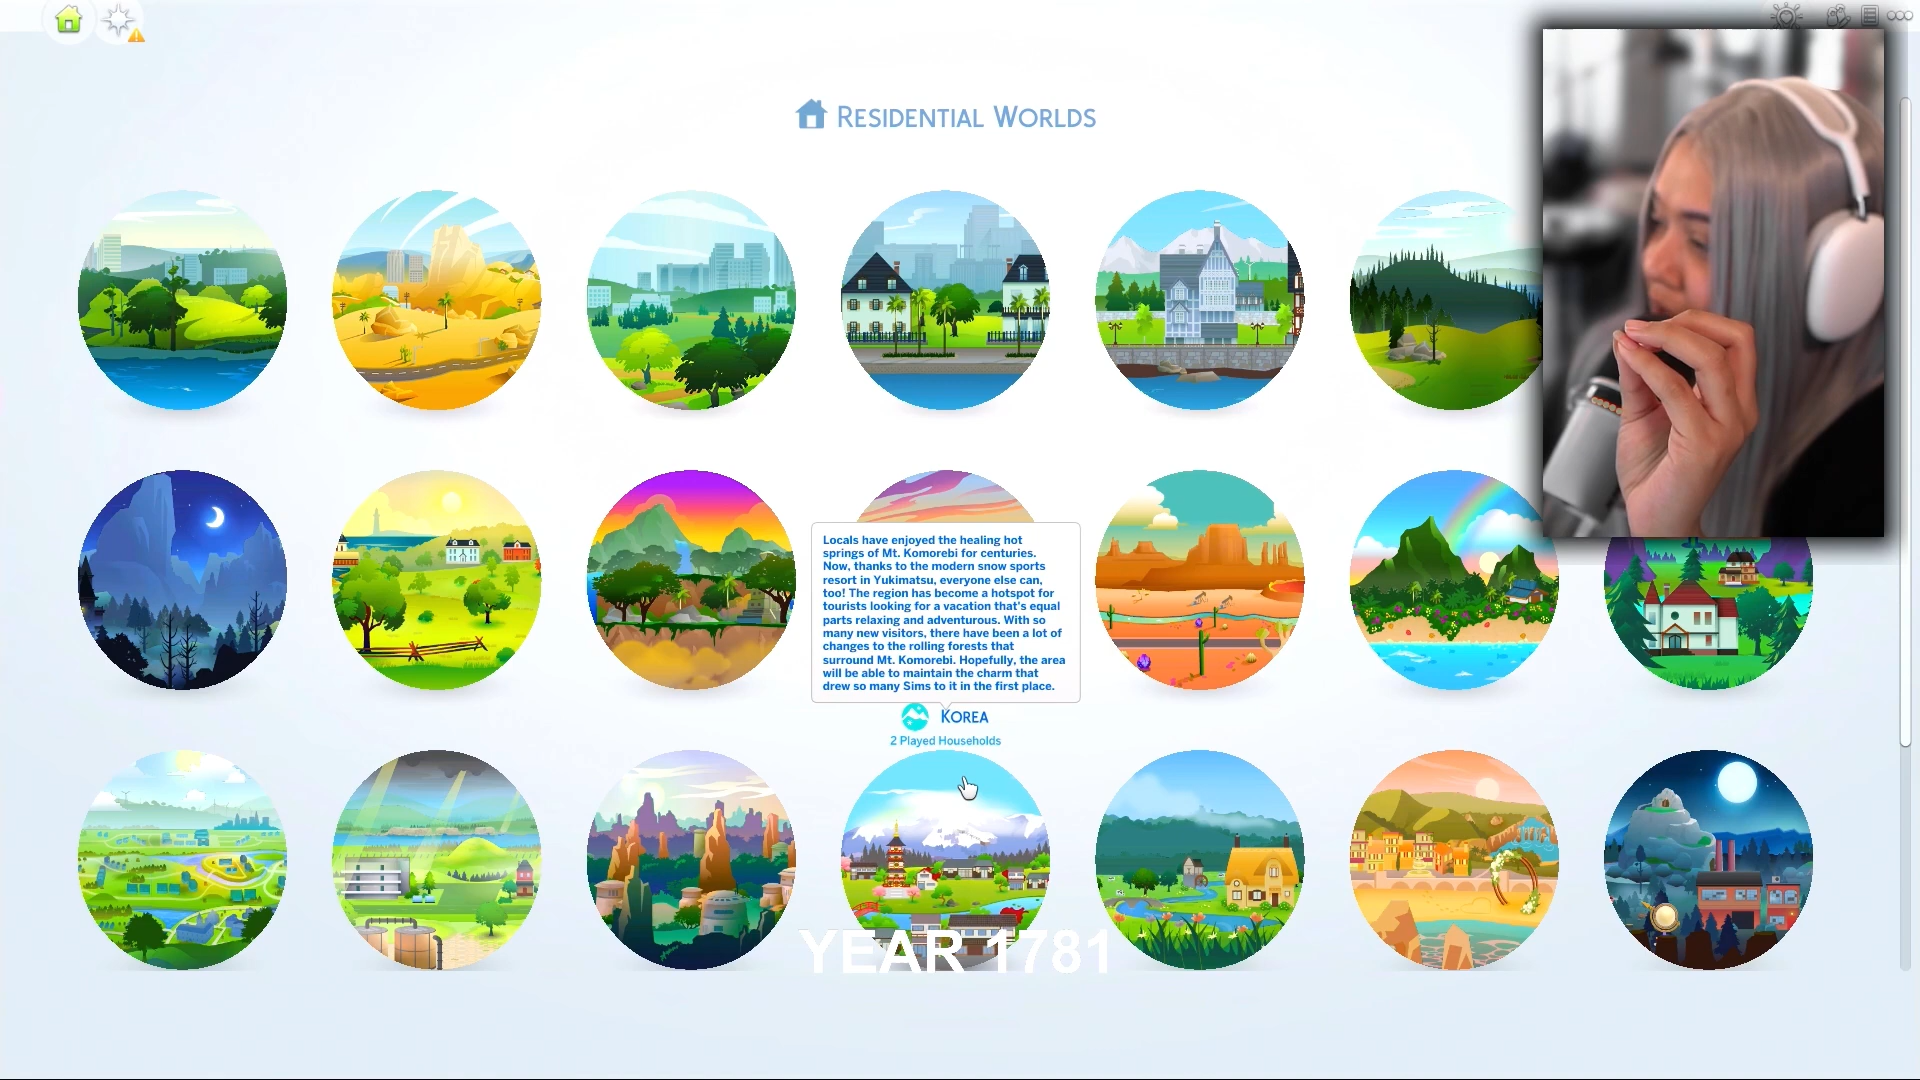 RESIDENTIAL WORLDS
Locals have enjoyed the healing hot
springs of Mt. Komorebi for centuries.
Now, thanks to the modern snow sports
resort in Yukimatsu, everyone else can,
too! The region has become a hotspot for
tourists looking for a vacation that's equal
parts relaxing and adventurous. With so
many new visitors, there have been a lot of
changes to the rolling forests that
surround Mt. Komorebi. Hopefully, the area
will be able to maintain the charm that
drew so many Sims to it in the first place.
KOREA
2 Played Households
YEAR 1781